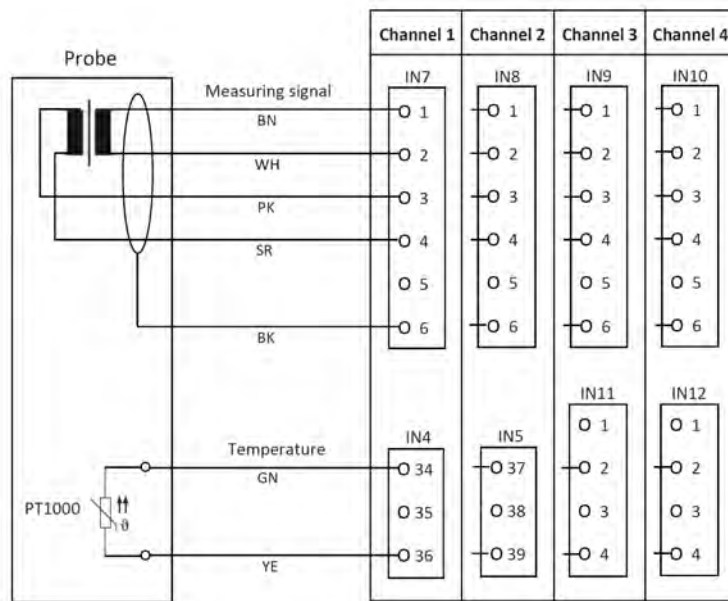 Channel 1 Channel 2 Channel 3 Channel 4
Probe
IN7 IN8 IN9 IN10
Measuring signal
1 1 1 1
BN
2 2 2 2
WH
3 3 3 3
PK
4 4 4 4
SR
5 5 5 5
6 6 6 6
BK
IN11 IN12
1 1
Temperature
IN4 IN5
34 37 2 2
GN
PT1000
ϑ
35 38 3 3
36 39 4 4
YE